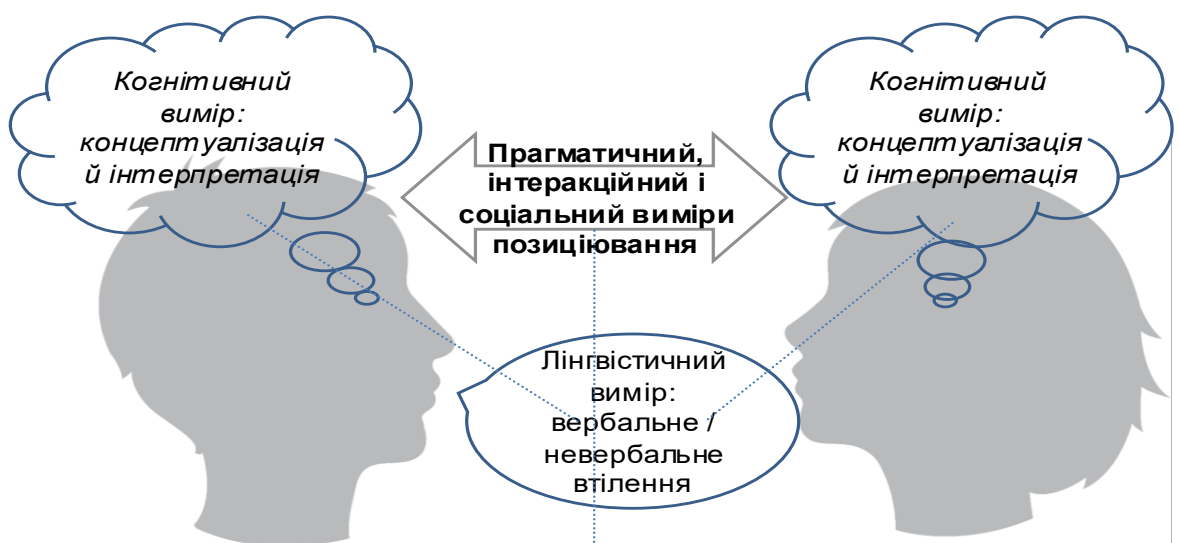 Когнітивний
вимір:
концептуалізація
й інтерпретація
Прагматичний,
інтеракційний і
соціальний виміри
позиціювання
Когнітивний
вимір:
концептуалізація
й інтерпретація
Лінгвістичний
вимір:
вербальне /
невербальне
втілення